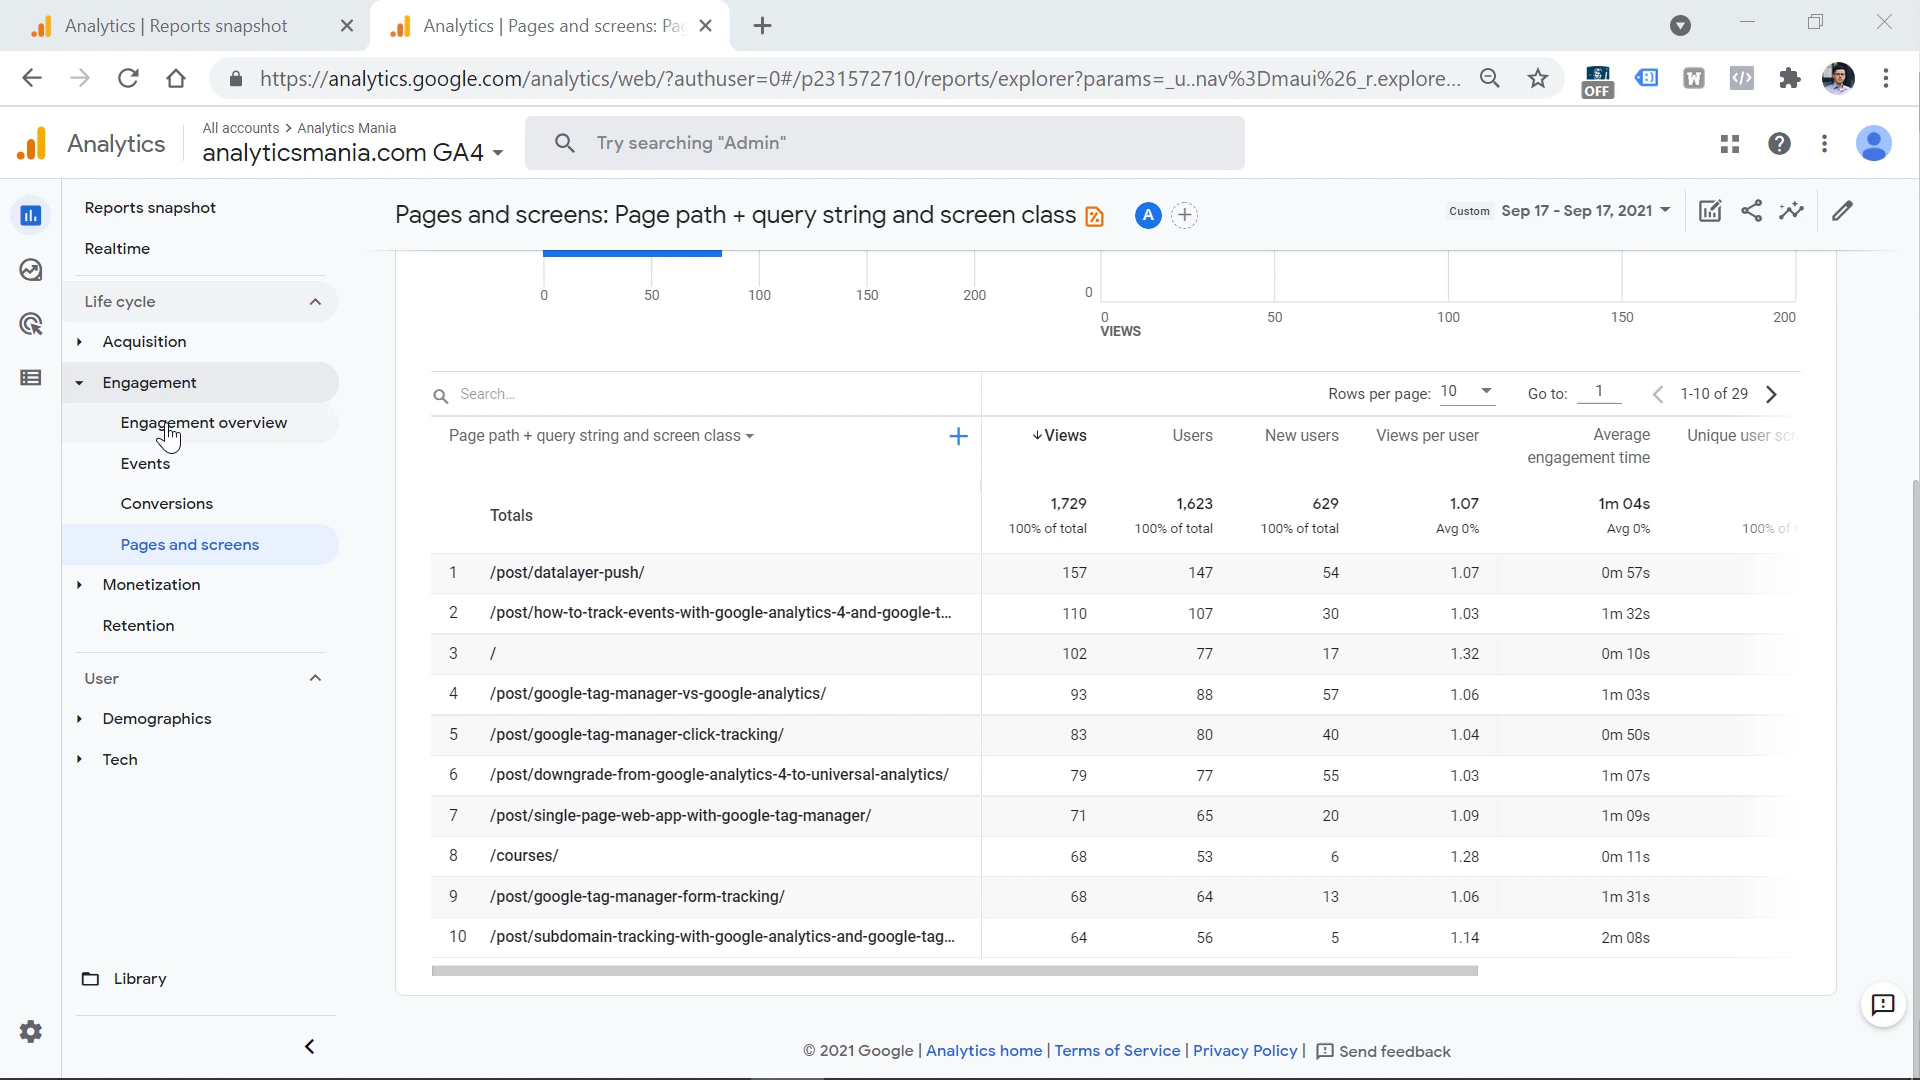 Analytics | Reports snapshot
Analytics | Pages and screens: Pag
https://analytics.google.com/analytics/web/?authuser=0#/p231572710/reports/explorer?params=_u..nav%3Dmaui%26_r.explore...
OFF
W
Analytics
All accounts > Analytics Mania
analyticsmania.com GA4
Try searching "Admin"
Reports snapshot
Realtime
Life cycle
Acquisition
Engagement
Engagement overview
Events
Conversions
Pages and screens
Monetization
Retention
User
Demographics
Tech
Library
Pages and screens: Page path + query string and screen class
A
Custom Sep 17 - Sep 17, 2021
0 50 100 150 200
0
0 50 100 150 200
VIEWS
Search...
Rows per page: 10 Go to: 1 1-10 of 29
Page path + query string and screen class Views Users New users Views per user Average engagement time Unique user scr
Totals 1,729 1,623 629 1.07 1m 04s
100% of total 100% of total 100% of total Avg 0% Avg 0% 100% of t
1 /post/datalayer-push/ 157 147 54 1.07 0m 57s
2 /post/how-to-track-events-with-google-analytics-4-and-google-t... 110 107 30 1.03 1m 32s
3 / 102 77 17 1.32 0m 10s
4 /post/google-tag-manager-vs-google-analytics/ 93 88 57 1.06 1m 03s
5 /post/google-tag-manager-click-tracking/ 83 80 40 1.04 0m 50s
6 /post/downgrade-from-google-analytics-4-to-universal-analytics/ 79 77 55 1.03 1m 07s
7 /post/single-page-web-app-with-google-tag-manager/ 71 65 20 1.09 1m 09s
8 /courses/ 68 53 6 1.28 0m 11s
9 /post/google-tag-manager-form-tracking/ 68 64 13 1.06 1m 31s
10 /post/subdomain-tracking-with-google-analytics-and-google-tag... 64 56 5 1.14 2m 08s
© 2021 Google | Analytics home | Terms of Service | Privacy Policy | Send feedback